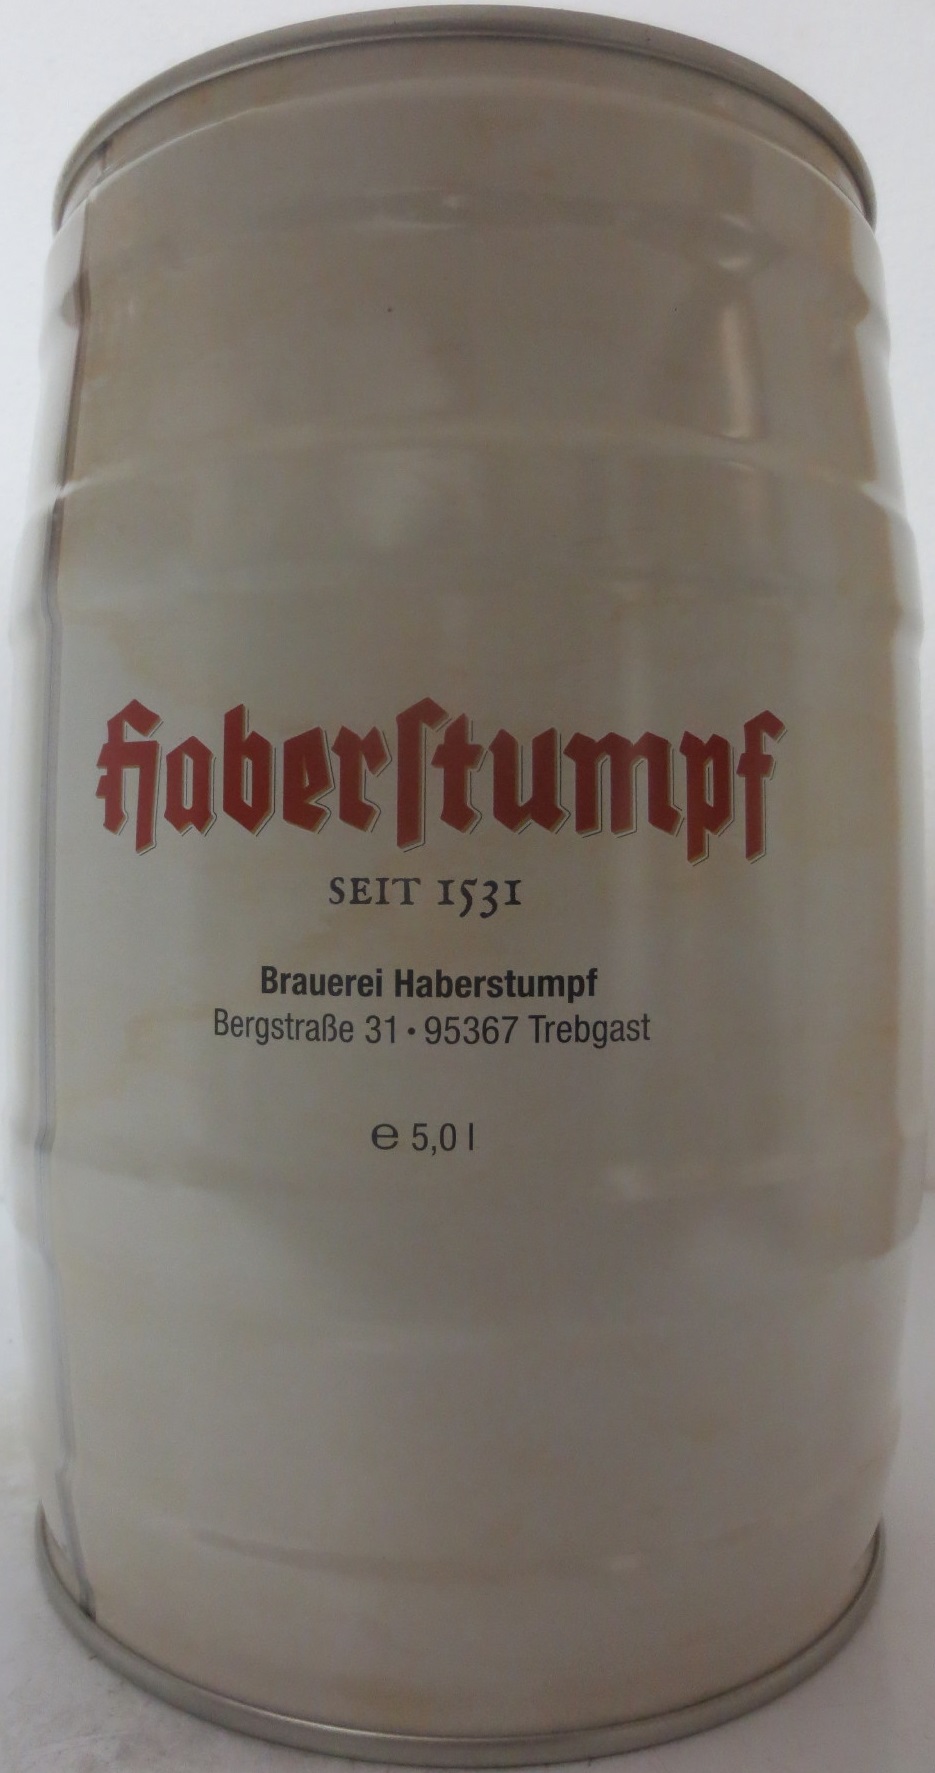 Haberſtumpf
SEIT 1531
Brauerei Haberstumpf
Bergstraße 31 • 95367 Trebgast
℮ 5,0 l